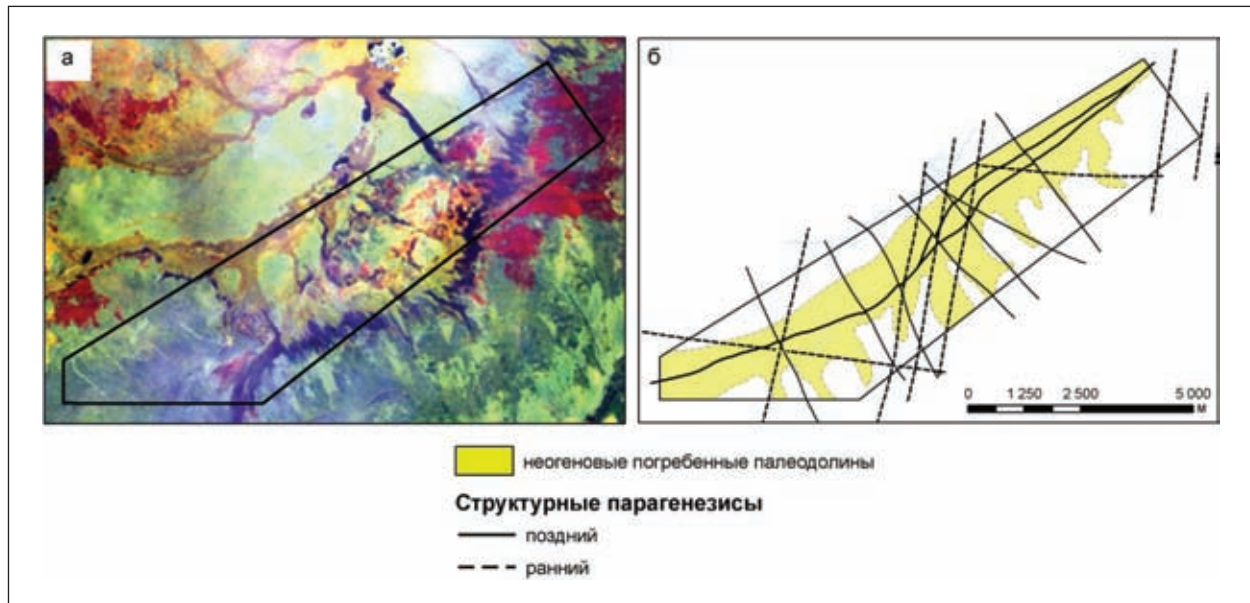 а
б
0 1 250 2 500 5 000
М
неогеновые погребенные палеодолины
Структурные парагенезисы
поздний
ранний